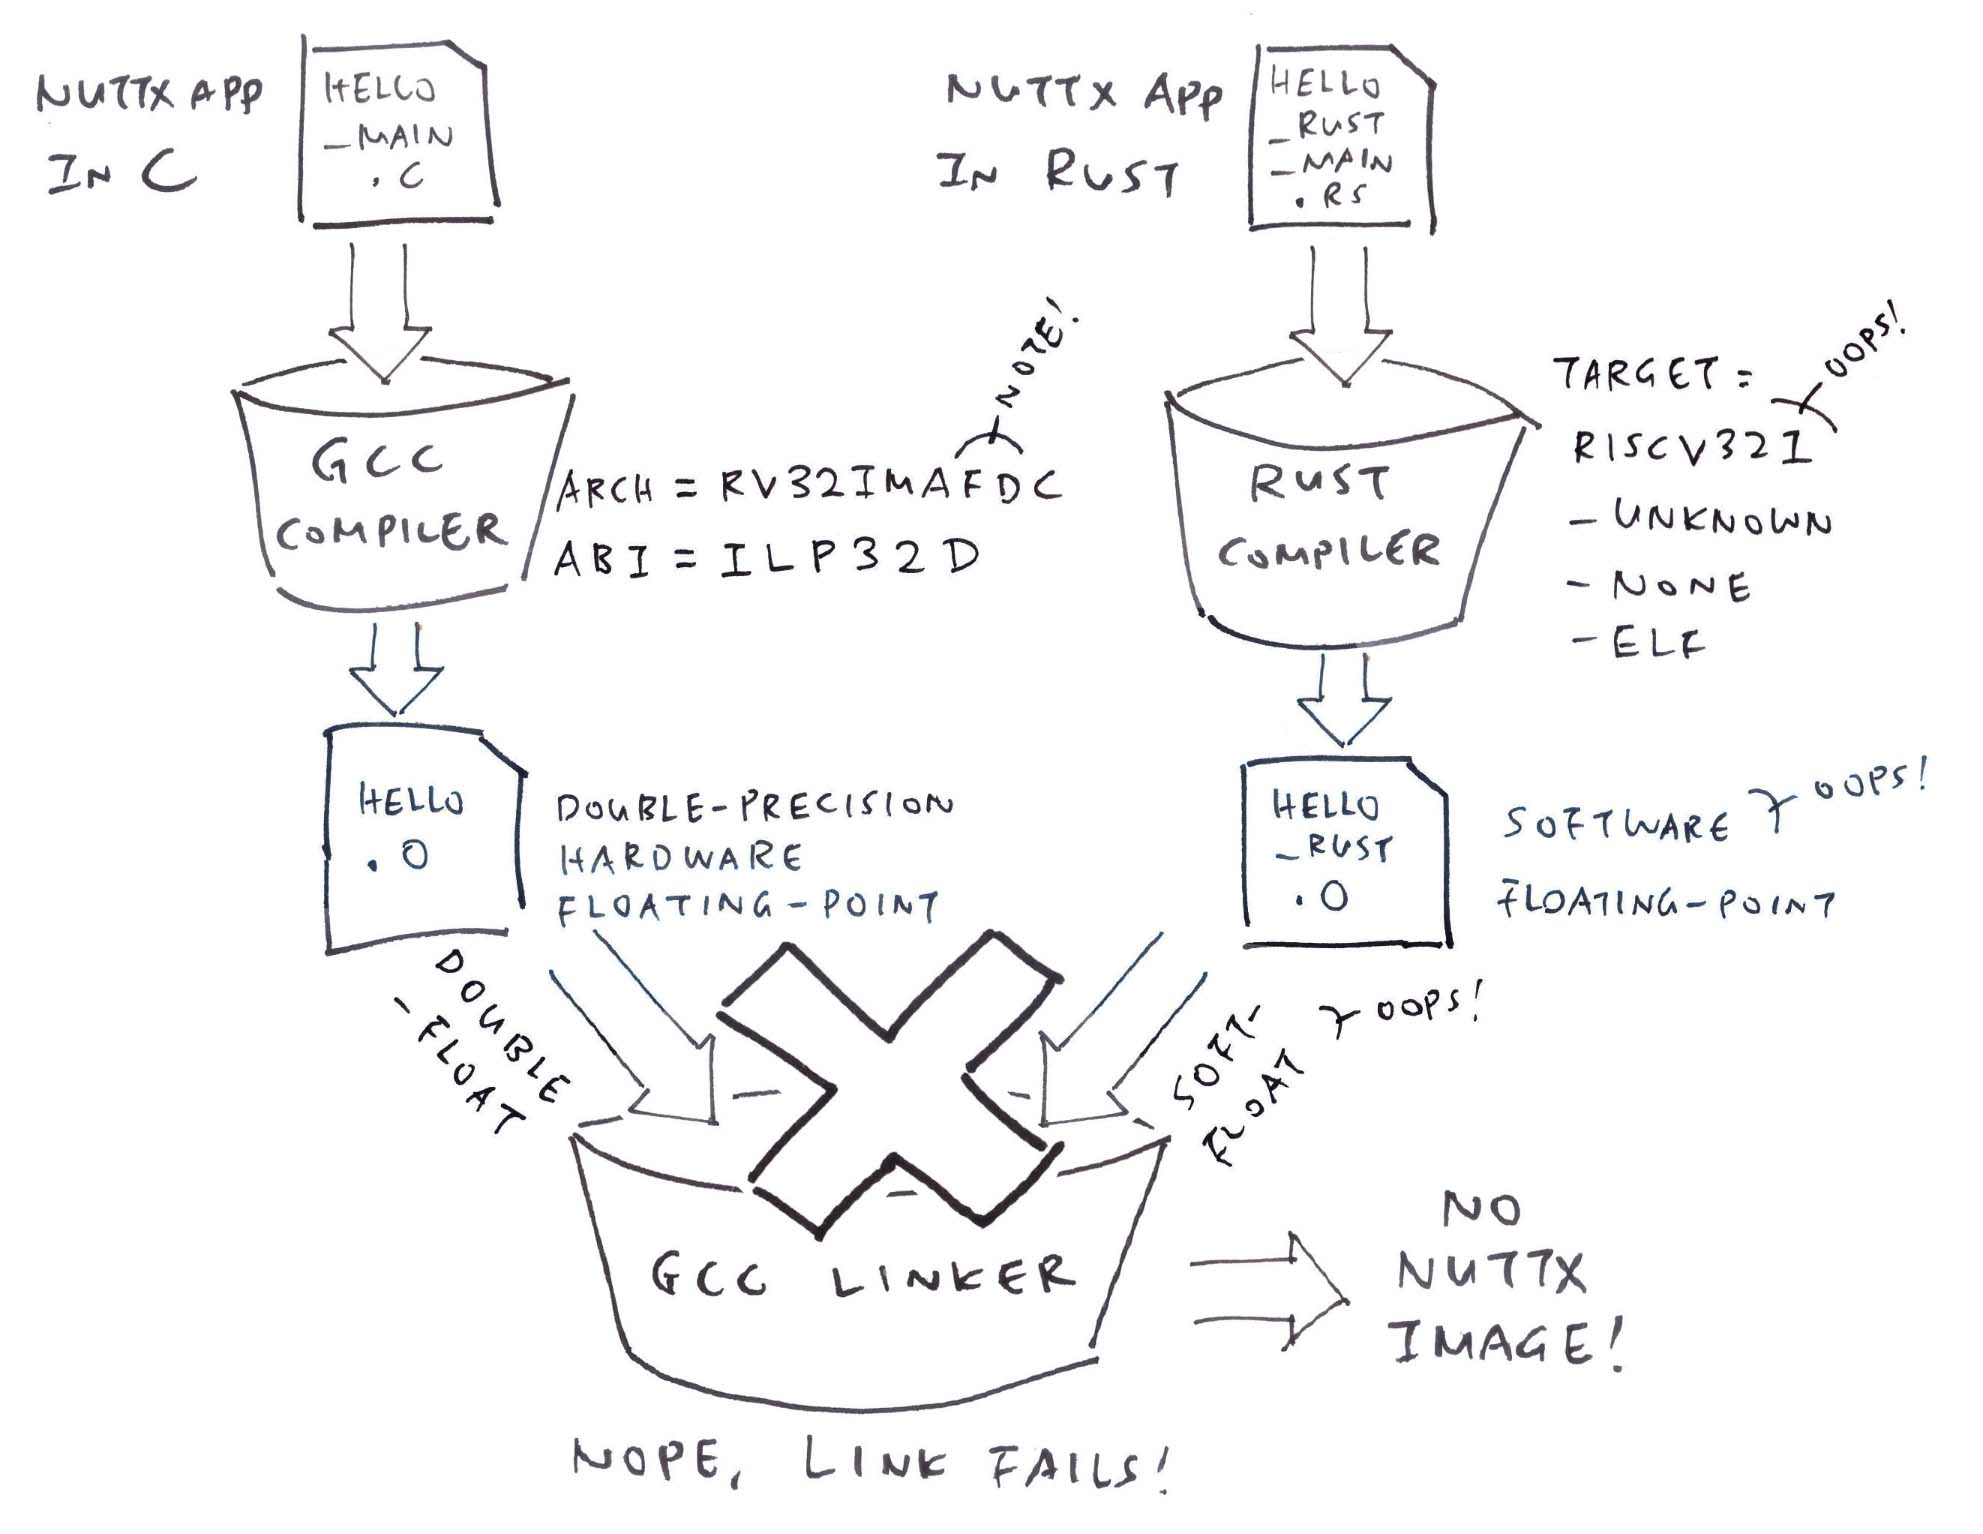 NUTTX APP
IN C
HELLO
_MAIN
.C
NUTTX APP
IN RUST
HELLO
_RUST
_MAIN
.RS
GCC
COMPILER
NOTE!
ARCH = RV32IMAFDC
ABI = ILP32D
RUST
COMPILER
TARGET =
OOPS!
RISCV32I
- UNKNOWN
- NONE
- ELF
HELLO
.O
DOUBLE-PRECISION
HARDWARE
FLOATING-POINT
HELLO
_RUST
.O
SOFTWARE
OOPS!
FLOATING-POINT
DOUBLE
-FLOAT
SOFT-
FLOAT
OOPS!
GCC LINKER
NO
NUTTX
IMAGE!
NOPE, LINK FAILS!